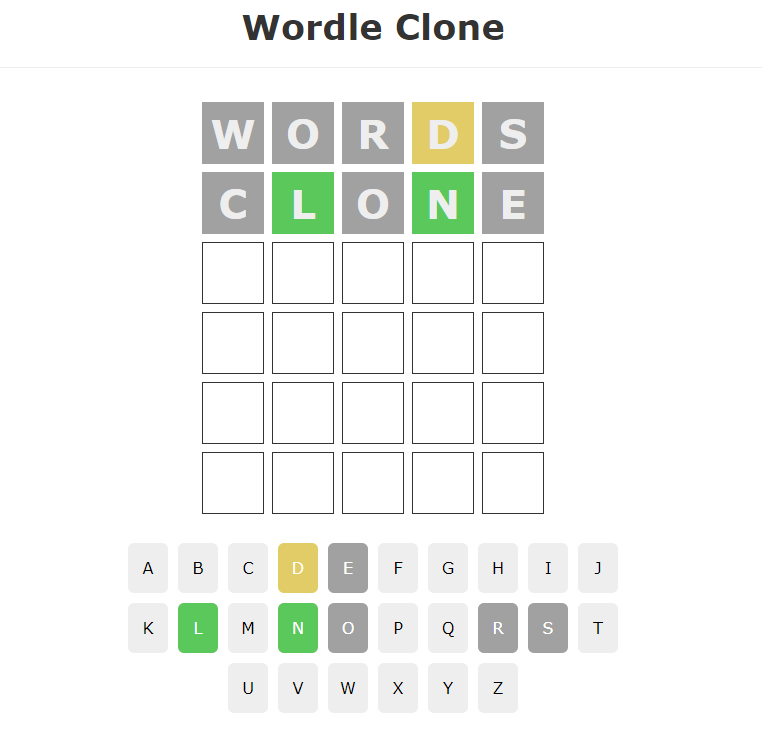 Wordle Clone
W O R D S
C L O N E
A B C D E F G H I J
K L M N O P Q R S T
U V W X Y Z